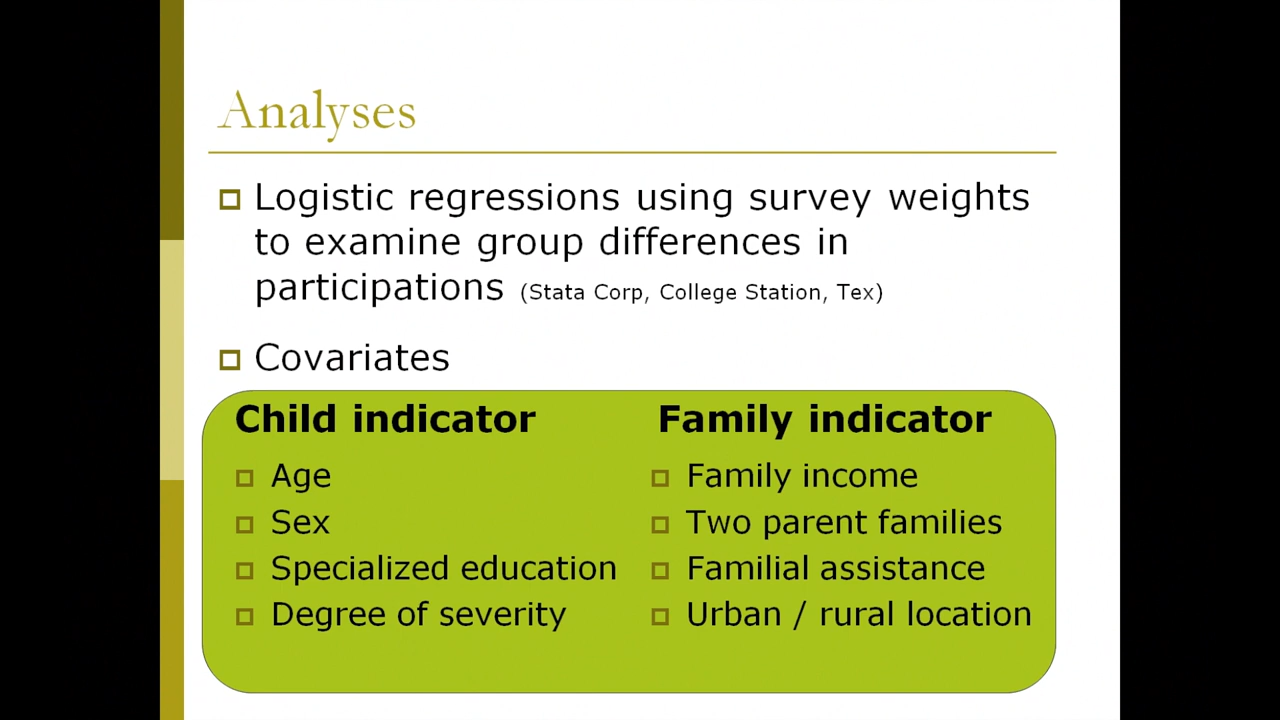 Analyses
Logistic regressions using survey weights
to examine group differences in
participations (Stata Corp, College Station, Tex)
Covariates
Child indicator
Age
Sex
Specialized education
Degree of severity
Family indicator
Family income
Two parent families
Familial assistance
Urban / rural location